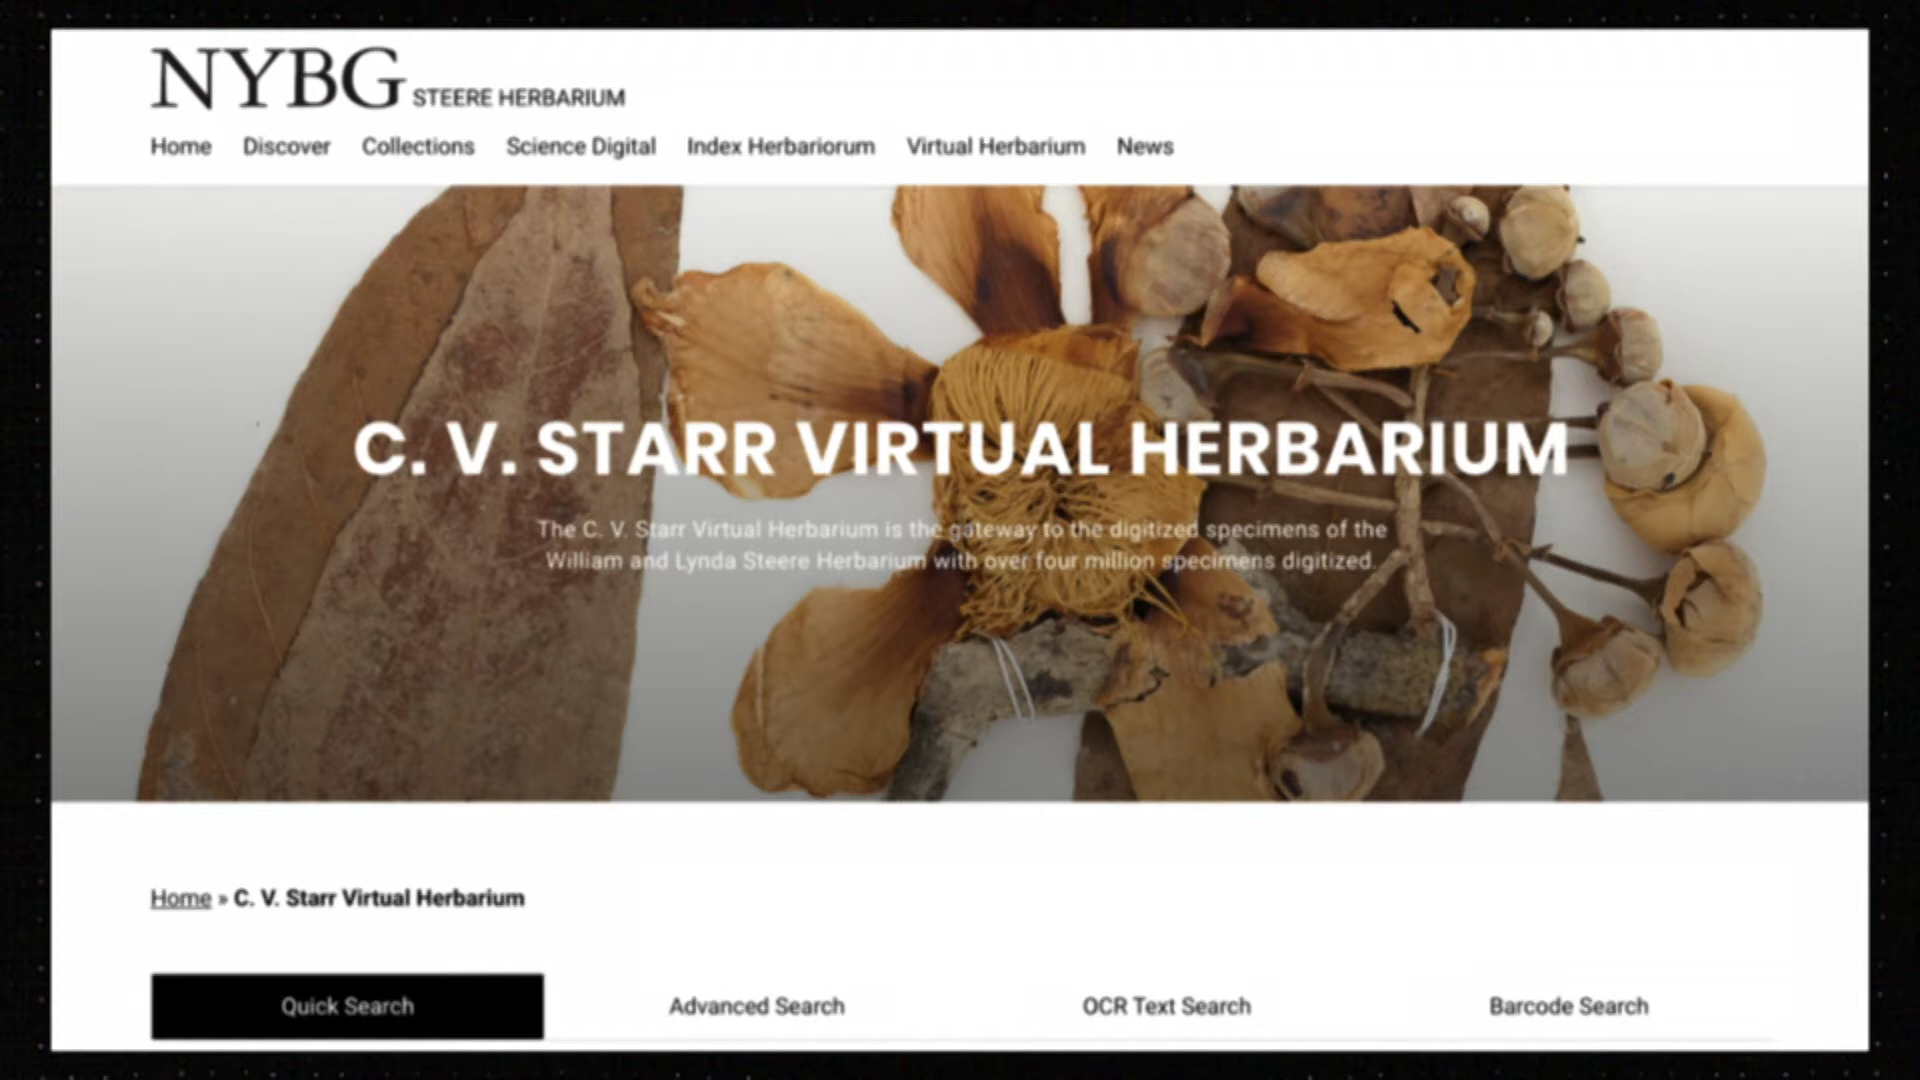 NYBG STEERE HERBARIUM
Home Discover Collections Science Digital Index Herbariorum Virtual Herbarium News
C. V. STARR VIRTUAL HERBARIUM
The C. V. Starr Virtual Herbarium is the gateway to the digitized specimens of the
William and Lynda Steere Herbarium with over four million specimens digitized.
Home » C. V. Starr Virtual Herbarium
Quick Search Advanced Search OCR Text Search Barcode Search